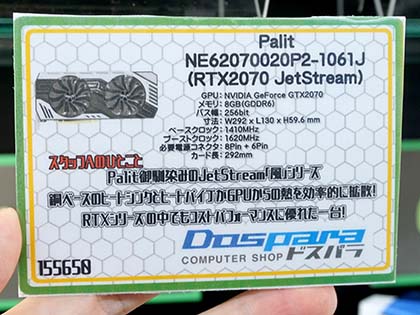 Palit
NE62070020P2-1061J
(RTX2070 JetStream)
GPU: NVIDIA GeForce GTX2070
メモリ: 8GB(GDDR6)
バス幅: 256bit
寸法: W292 x L130 x H59.6 mm
ベースクロック: 1410MHz
ブーストクロック: 1620MHz
必要電源コネクタ: 8Pin + 6Pin
カード長: 292mm
スタッフAのひとこと
Palit御馴染みのJetStream「風」シリーズ
銅ベースのヒートシンクとヒートパイプがGPUからの熱を効率的に拡散!
RTXシリーズの中でもコストパフォーマンスに優れた一台!
Dospara
COMPUTER SHOP ドスパラ
155650